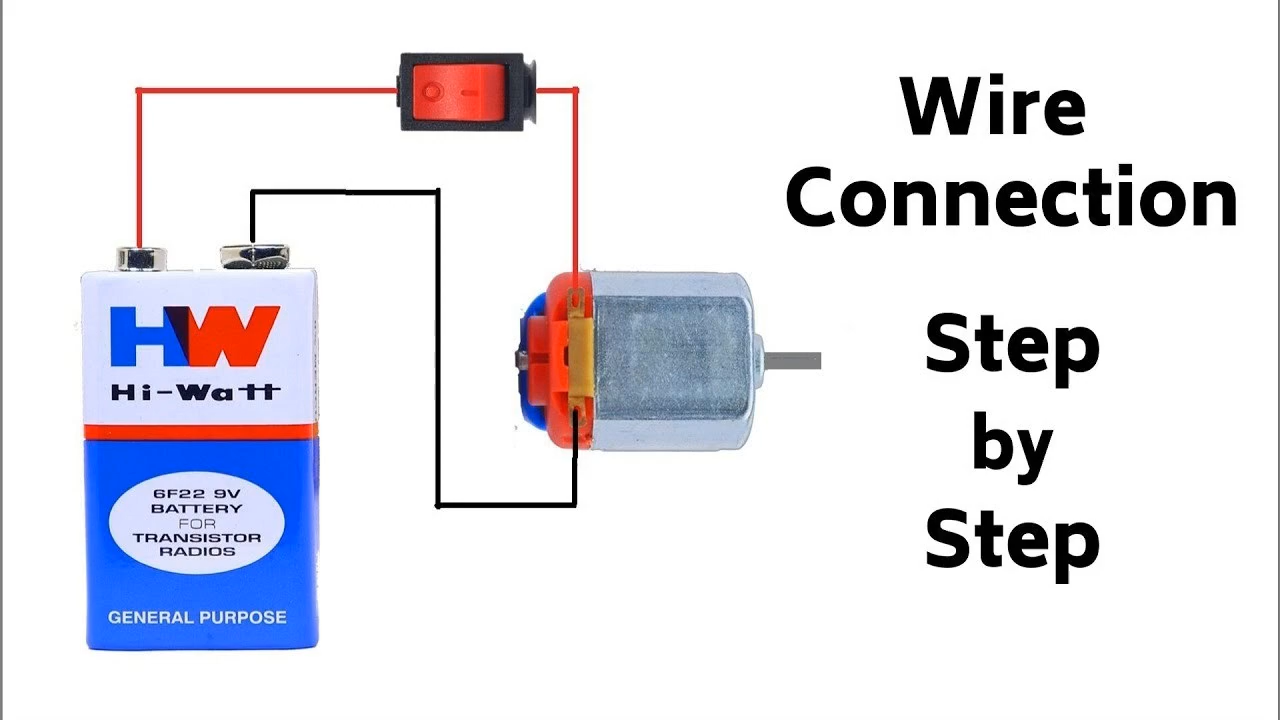 Wire
Connection
Step
by
Step
HW
Hi-Watt
6F22 9V
BATTERY
FOR
TRANSISTOR
RADIOS
GENERAL PURPOSE